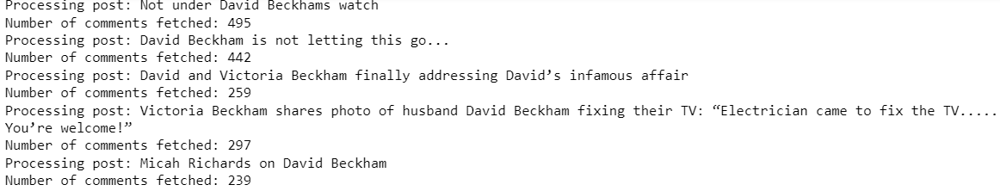 Processing post: Not under David Beckhams watch
Number of comments fetched: 495
Processing post: David Beckham is not letting this go...
Number of comments fetched: 442
Processing post: David and Victoria Beckham finally addressing David’s infamous affair
Number of comments fetched: 259
Processing post: Victoria Beckham shares photo of husband David Beckham fixing their TV: “Electrician came to fix the TV.....
You’re welcome!”
Number of comments fetched: 297
Processing post: Micah Richards on David Beckham
Number of comments fetched: 239